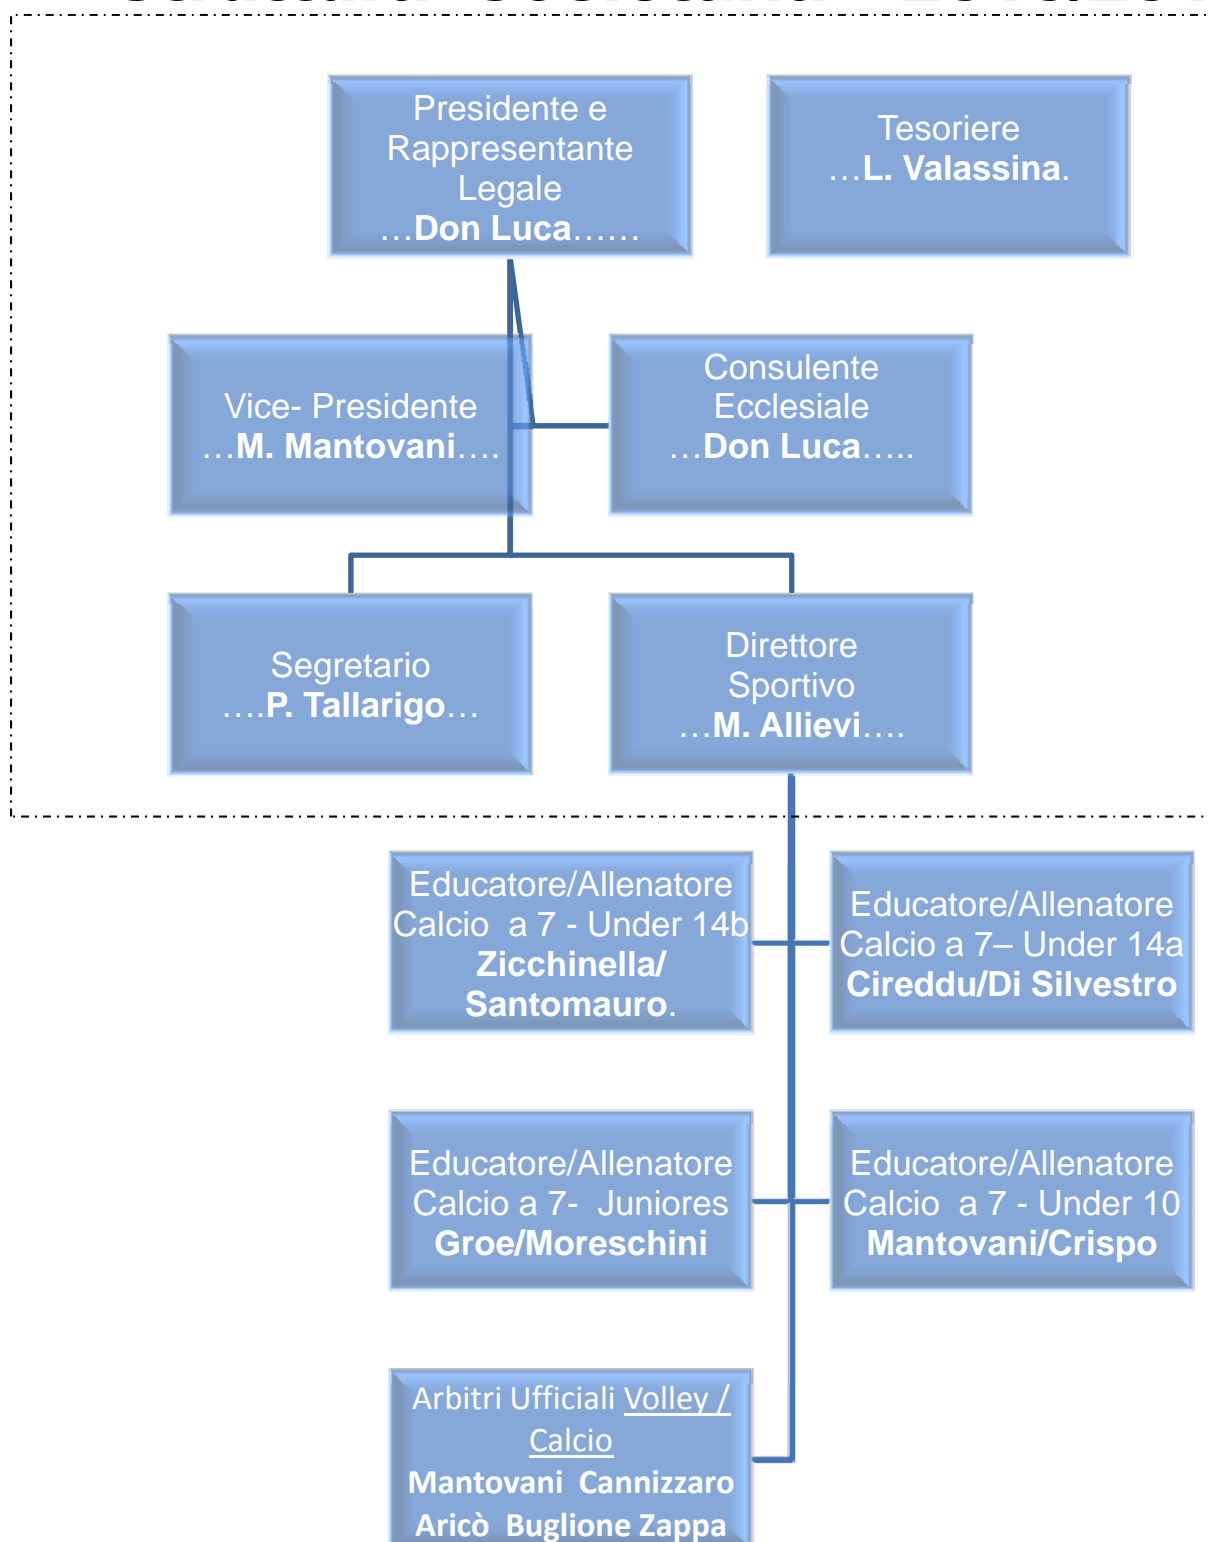 Presidente e
Rappresentante
Legale
…Don Luca……
Tesoriere
…L. Valassina.
Vice- Presidente
…M. Mantovani….
Consulente
Ecclesiale
…Don Luca…..
Segretario
….P. Tallarigo…
Direttore
Sportivo
…M. Allievi….
Educatore/Allenatore
Calcio  a 7 - Under 14b
Zicchinella/
Santomauro.
Educatore/Allenatore
Calcio a 7– Under 14a
Cireddu/Di Silvestro
Educatore/Allenatore
Calcio a 7-  Juniores
Groe/Moreschini
Educatore/Allenatore
Calcio  a 7 - Under 10
Mantovani/Crispo
Arbitri Ufficiali Volley /
Calcio
Mantovani  Cannizzaro
Aricò  Buglione Zappa